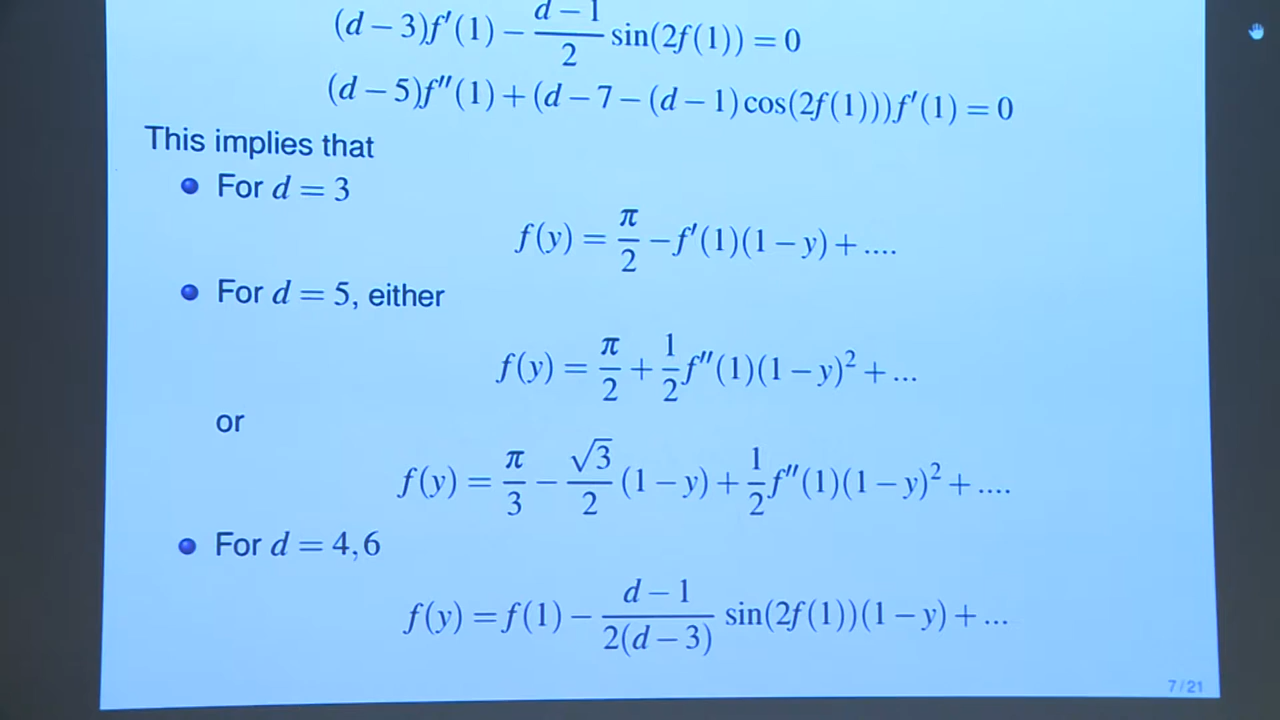 (d − 3)f′(1) − (d − 1)/2 sin(2f(1)) = 0
(d − 5)f″(1) + (d − 7 − (d − 1) cos(2f(1)))f′(1) = 0
This implies that
For d = 3
f(y) = π/2 − f′(1)(1 − y) + ....
For d = 5, either
f(y) = π/2 + 1/2 f″(1)(1 − y)² + ...
or
f(y) = π/3 − √3/2 (1 − y) + 1/2 f″(1)(1 − y)² + ....
For d = 4, 6
f(y) = f(1) − (d − 1)/(2(d − 3)) sin(2f(1))(1 − y) + ...
7 / 21